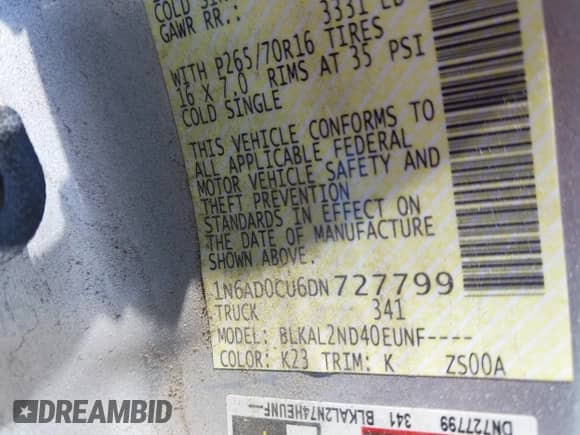 COLD SING
GAWR RR.: 3331 LB
WITH P265/70R16 TIRES
16 X 7.0 RIMS AT 35 PSI
COLD SINGLE
THIS VEHICLE CONFORMS TO
ALL APPLICABLE FEDERAL
MOTOR VEHICLE SAFETY AND
THEFT PREVENTION
STANDARDS IN EFFECT ON
THE DATE OF MANUFACTURE
SHOWN ABOVE.
1N6AD0CU6DN727799
TRUCK 341
MODEL: BLKAL2ND40EUNF----
COLOR: K23 TRIM: K ZS00A
DN727799 341 BLKAL2N74HEUNF
DREAMBID